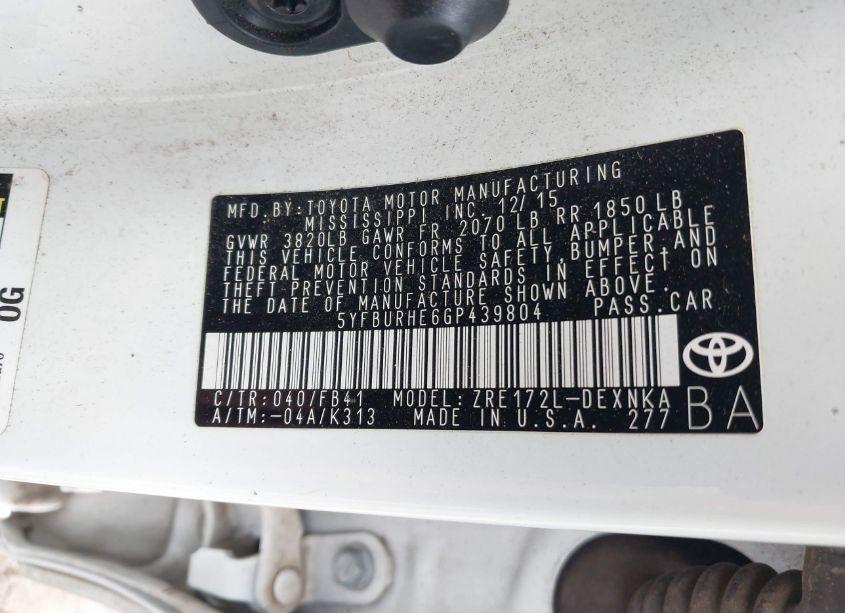 MFD. BY: TOYOTA MOTOR MANUFACTURING
MISSISSIPPI INC. 12/15
GVWR 3820LB GAWR FR 2070 LB RR 1850 LB
THIS VEHICLE CONFORMS TO ALL APPLICABLE
FEDERAL MOTOR VEHICLE SAFETY, BUMPER, AND
THEFT PREVENTION STANDARDS IN EFFECT ON
THE DATE OF MANUFACTURE SHOWN ABOVE.
5YFBURHE6GP439804 PASS. CAR
C/TR: 040/FB41 MODEL: ZRE172L-DEXNKA
A/TM: -04A/K313 MADE IN U.S.A. 277
BA
OG